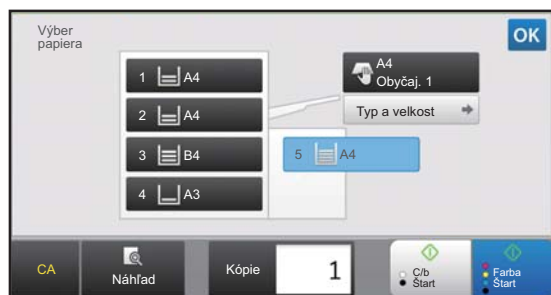 Výber
papiera
OK
1 A4
2 A4
3 B4
4 A3
A4
Obyčaj. 1
Typ a velkost
5 A4
CA
Náhľad
Kópie
1
C/b
Štart
Farba
Štart